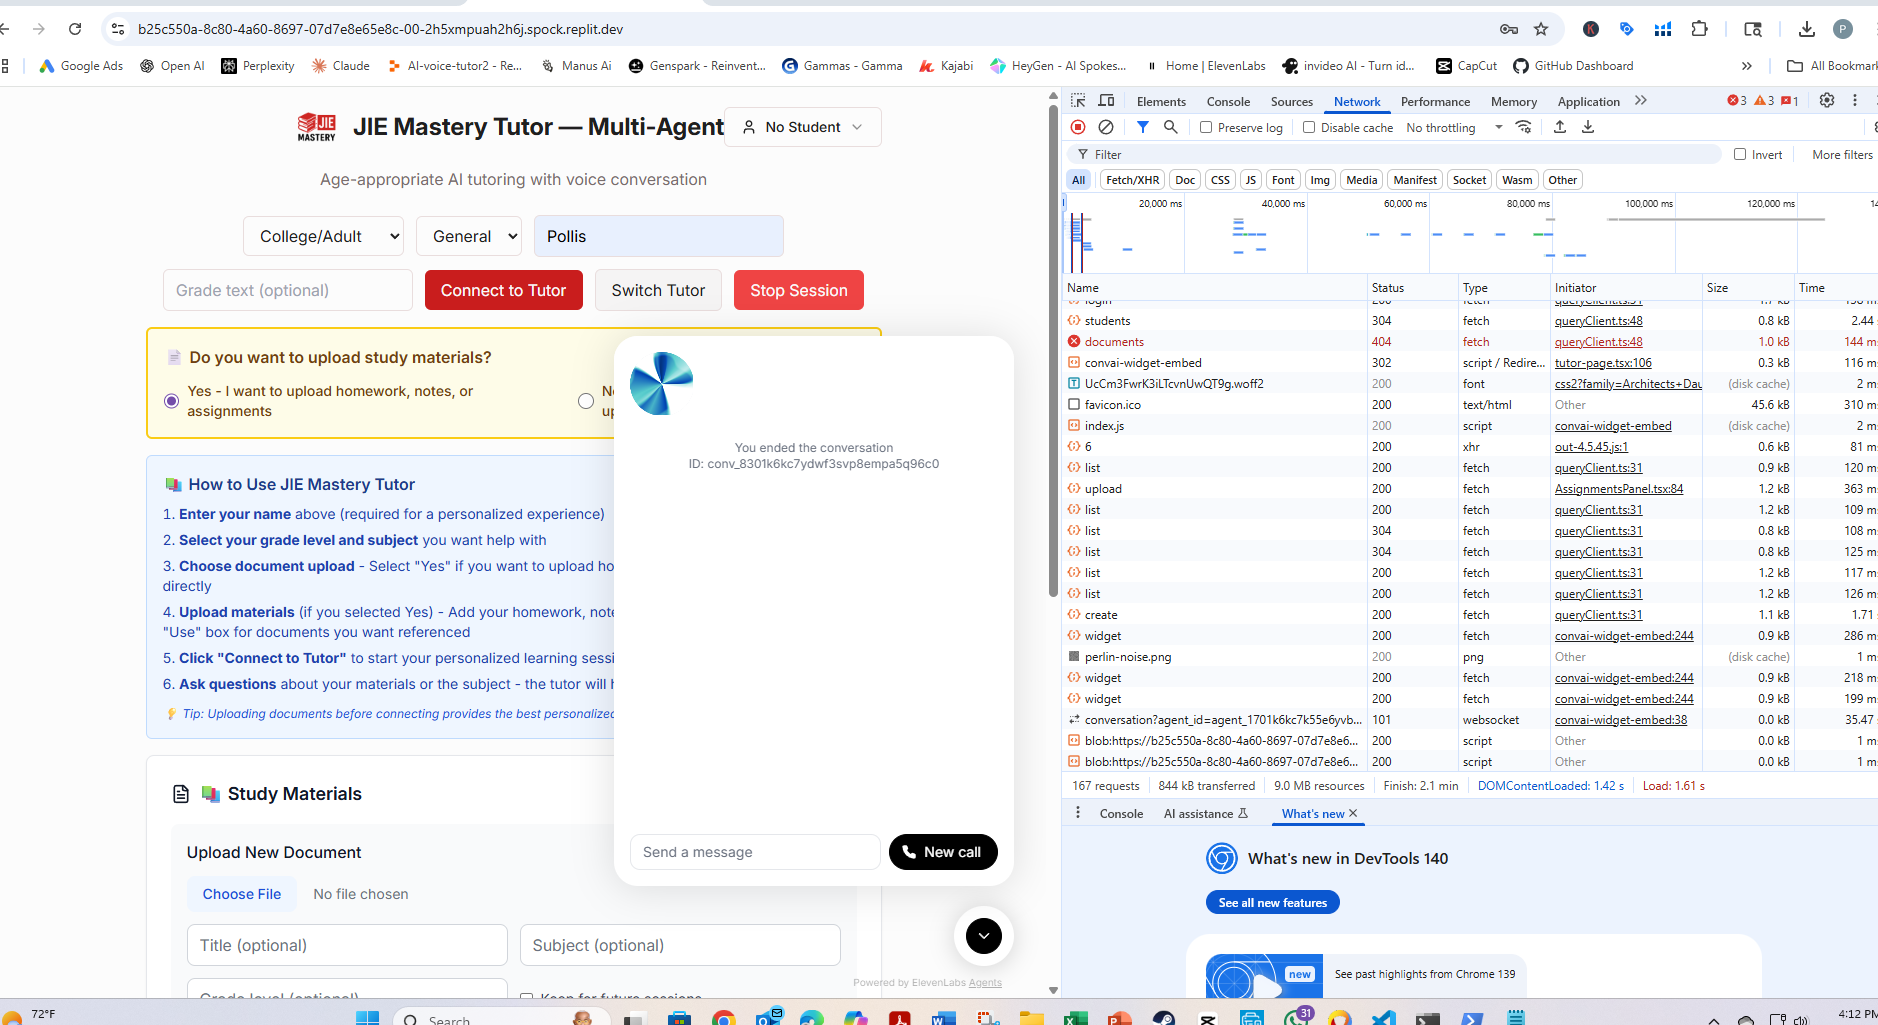 b25c550a-8c80-4a60-8697-07d7e8e65e8c-00-2h5xmpuah2h6j.spock.replit.dev
K
P
Google Ads
Open AI
Perplexity
Claude
AI-voice-tutor2 - Re...
Manus Ai
Genspark - Reinvent...
Gammas - Gamma
Kajabi
HeyGen - AI Spokes...
Home | ElevenLabs
invideo AI - Turn id...
CapCut
GitHub Dashboard
»
All Bookmark
JIE
MASTERY
JIE Mastery Tutor — Multi-Agent
No Student
Age-appropriate AI tutoring with voice conversation
College/Adult
General
Pollis
Grade text (optional)
Connect to Tutor
Switch Tutor
Stop Session
Do you want to upload study materials?
Yes - I want to upload homework, notes, or
assignments
N
up
How to Use JIE Mastery Tutor
1. Enter your name above (required for a personalized experience)
2. Select your grade level and subject you want help with
3. Choose document upload - Select "Yes" if you want to upload ho
directly
4. Upload materials (if you selected Yes) - Add your homework, note
"Use" box for documents you want referenced
5. Click "Connect to Tutor" to start your personalized learning sessi
6. Ask questions about your materials or the subject - the tutor will h
Tip: Uploading documents before connecting provides the best personalized
Study Materials
Upload New Document
Choose File
No file chosen
Title (optional)
Subject (optional)
Grade level (optional)
Keep for future sessions
You ended the conversation
ID: conv_8301k6kc7ydwf3svp8empa5q96c0
Send a message
New call
Powered by ElevenLabs Agents
Elements
Console
Sources
Network
Performance
Memory
Application
»
3
3
1
Preserve log
Disable cache
No throttling
Filter
Invert
More filters
All
Fetch/XHR
Doc
CSS
JS
Font
Img
Media
Manifest
Socket
Wasm
Other
20,000 ms
40,000 ms
60,000 ms
80,000 ms
100,000 ms
120,000 ms
14
Name Status Type Initiator Size Time
login 200 fetch queryClient.ts:31 1.7 kB 138 m
students 304 fetch queryClient.ts:48 0.8 kB 2.44
documents 404 fetch queryClient.ts:48 1.0 kB 144 m
convai-widget-embed 302 script / Redire... tutor-page.tsx:106 0.3 kB 116 m
UcCm3FwrK3iLTcvnUwQT9g.woff2 200 font css2?family=Architects+Dau (disk cache) 2 m
favicon.ico 200 text/html Other 45.6 kB 310 m
index.js 200 script convai-widget-embed (disk cache) 2 m
6 200 xhr out-4.5.45.js:1 0.6 kB 81 m
list 200 fetch queryClient.ts:31 0.9 kB 120 m
upload 200 fetch AssignmentsPanel.tsx:84 1.2 kB 363 m
list 200 fetch queryClient.ts:31 1.2 kB 109 m
list 304 fetch queryClient.ts:31 0.8 kB 108 m
list 304 fetch queryClient.ts:31 0.8 kB 125 m
list 200 fetch queryClient.ts:31 1.2 kB 117 m
list 200 fetch queryClient.ts:31 1.2 kB 126 m
create 200 fetch queryClient.ts:31 1.1 kB 1.71
widget 200 fetch convai-widget-embed:244 0.9 kB 286 m
perlin-noise.png 200 png Other (disk cache) 1 m
widget 200 fetch convai-widget-embed:244 0.9 kB 218 m
widget 200 fetch convai-widget-embed:244 0.9 kB 199 m
conversation?agent_id=agent_1701k6kc7k55e6yvb... 101 websocket convai-widget-embed:38 0.0 kB 35.47
blob:https://b25c550a-8c80-4a60-8697-07d7e8e6... 200 script Other 0.0 kB 1 m
blob:https://b25c550a-8c80-4a60-8697-07d7e8e6... 200 script Other 0.0 kB 1 m
167 requests
844 kB transferred
9.0 MB resources
Finish: 2.1 min
DOMContentLoaded: 1.42 s
Load: 1.61 s
Console
AI assistance
What's new
What's new in DevTools 140
See all new features
new
See past highlights from Chrome 139
72°F
Search
31
4:12 PM